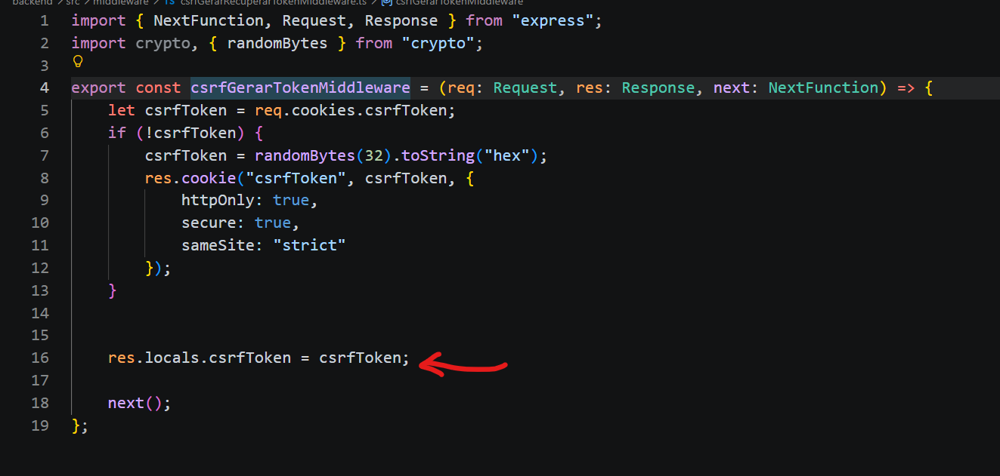 backend > src > middleware > TS csrfGerarRecuperarTokenMiddleware.ts > csrfGerarTokenMiddleware
1 import { NextFunction, Request, Response } from "express";
2 import crypto, { randomBytes } from "crypto";
3
4 export const csrfGerarTokenMiddleware = (req: Request, res: Response, next: NextFunction) => {
5 let csrfToken = req.cookies.csrfToken;
6 if (!csrfToken) {
7 csrfToken = randomBytes(32).toString("hex");
8 res.cookie("csrfToken", csrfToken, {
9 httpOnly: true,
10 secure: true,
11 sameSite: "strict"
12 });
13 }
14
15
16 res.locals.csrfToken = csrfToken;
17
18 next();
19 };